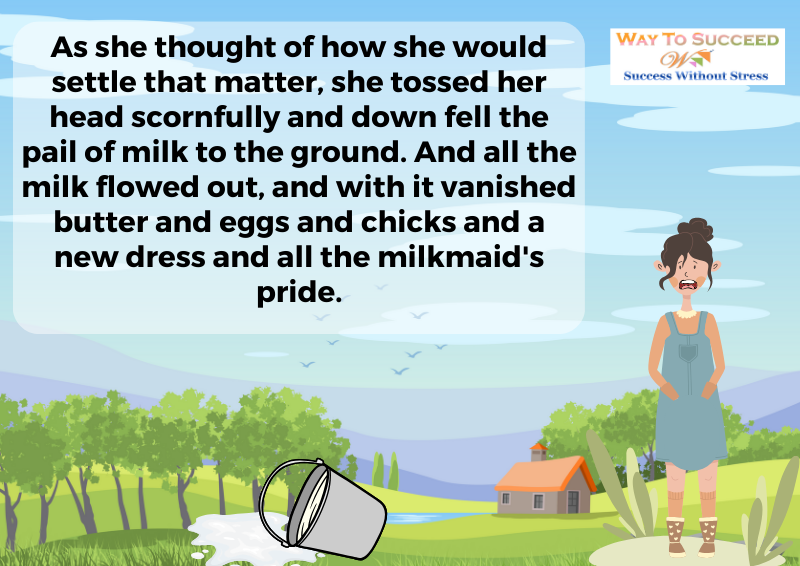 As she thought of how she would
settle that matter, she tossed her
head scornfully and down fell the
pail of milk to the ground. And all the
milk flowed out, and with it vanished
butter and eggs and chicks and a
new dress and all the milkmaid's
pride.
WAY TO SUCCEED
W
Success Without Stress